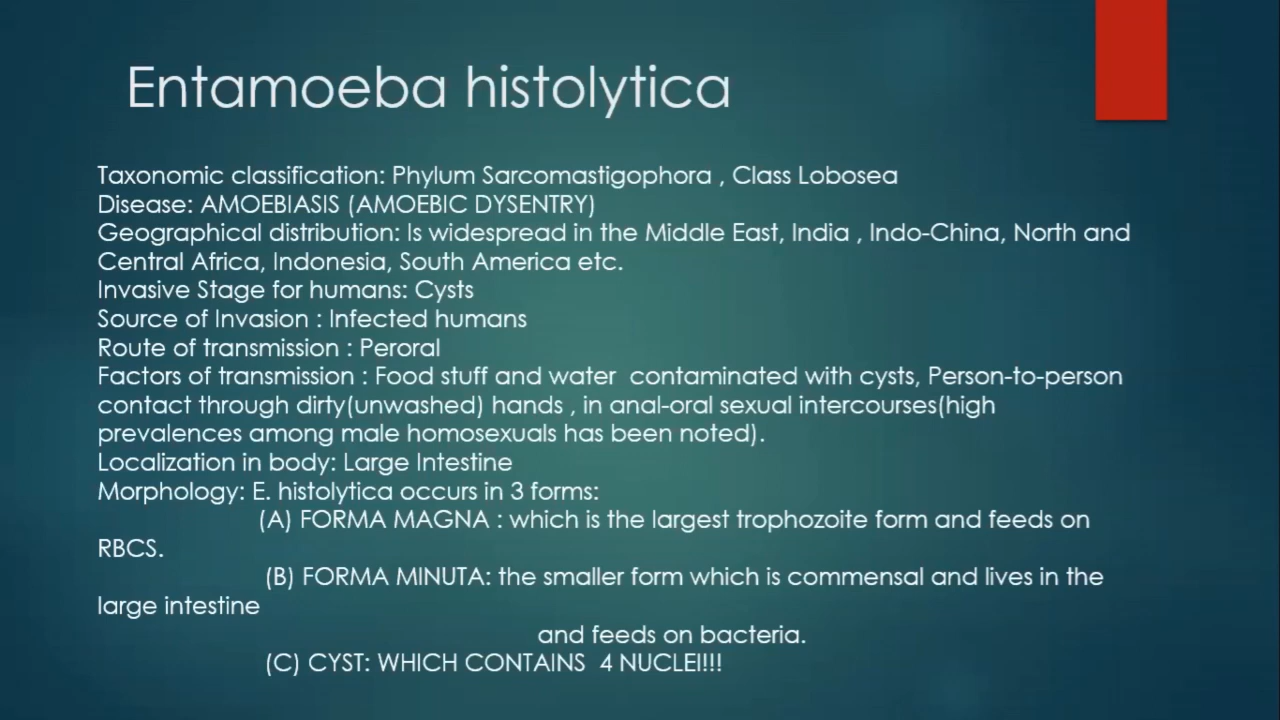 Entamoeba histolytica
Taxonomic classification: Phylum Sarcomastigophora , Class Lobosea
Disease: AMOEBIASIS (AMOEBIC DYSENTRY)
Geographical distribution: Is widespread in the Middle East, India , Indo-China, North and
Central Africa, Indonesia, South America etc.
Invasive Stage for humans: Cysts
Source of Invasion : Infected humans
Route of transmission : Peroral
Factors of transmission : Food stuff and water  contaminated with cysts, Person-to-person
contact through dirty(unwashed) hands , in anal-oral sexual intercourses(high
prevalences among male homosexuals has been noted).
Localization in body: Large Intestine
Morphology: E. histolytica occurs in 3 forms:
(A) FORMA MAGNA : which is the largest trophozoite form and feeds on
RBCS.
(B) FORMA MINUTA: the smaller form which is commensal and lives in the
large intestine
and feeds on bacteria.
(C) CYST: WHICH CONTAINS  4 NUCLEI!!!